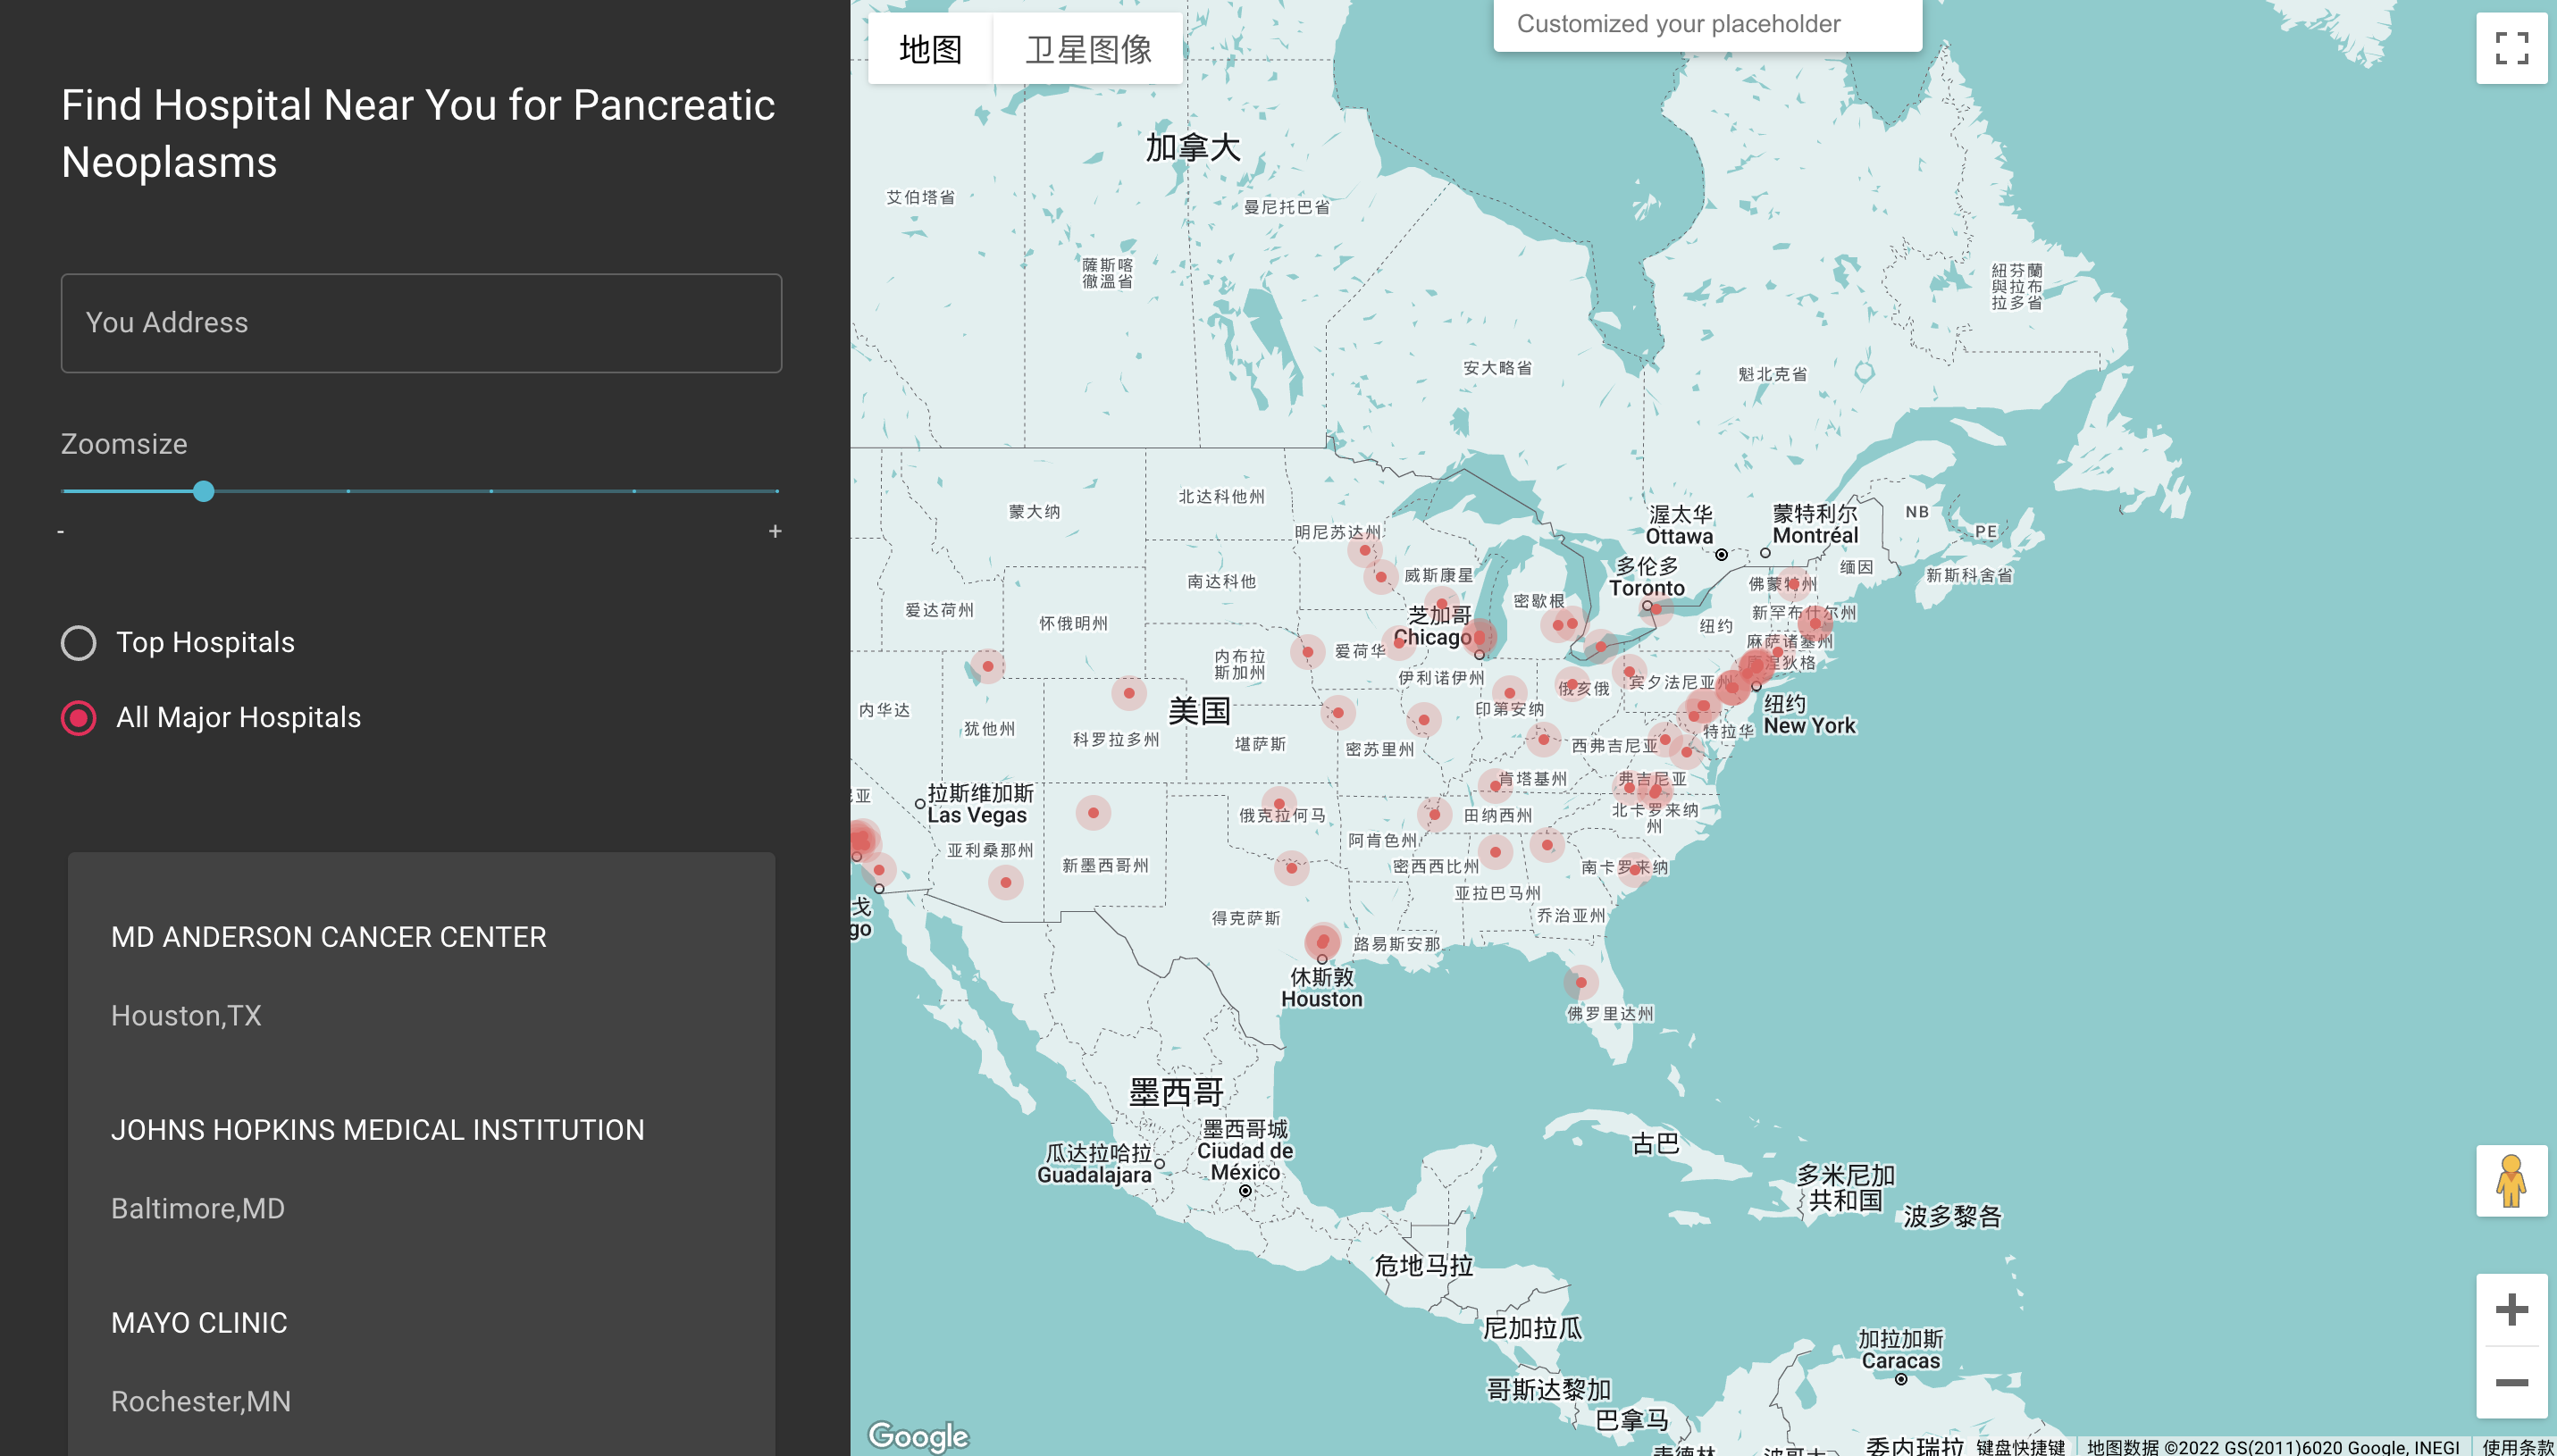 Find Hospital Near You for Pancreatic
Neoplasms
You Address
Zoomsize
-
+
Top Hospitals
All Major Hospitals
MD ANDERSON CANCER CENTER
Houston,TX
JOHNS HOPKINS MEDICAL INSTITUTION
Baltimore,MD
MAYO CLINIC
Rochester,MN
地图
卫星图像
Customized your placeholder
加拿大
艾伯塔省
曼尼托巴省
薩斯喀
徹溫省
紐芬蘭
與拉布
拉多省
安大略省
魁北克省
北达科他州
蒙大纳
明尼苏达州
渥太华
Ottawa
蒙特利尔
Montréal
NB
PE
多伦多
Toronto
缅因
新斯科舍省
南达科他
威斯康星
佛蒙特州
爱达荷州
怀俄明州
密歇根
芝加哥
Chicago
新罕布什尔州
纽约
麻萨诸塞州
内布拉
斯加州
爱荷华
伊利诺伊州
俄亥俄
宾夕法尼亚州
内华达
美国
印第安纳
纽约
New York
犹他州
科罗拉多州
堪萨斯
密苏里州
西弗吉尼亚
特拉华
拉斯维加斯
Las Vegas
肯塔基州
弗吉尼亚
俄克拉何马
田纳西州
北卡罗来纳
州
亚利桑那州
新墨西哥州
阿肯色州
密西西比州
南卡罗来纳
亚拉巴马州
得克萨斯
乔治亚州
路易斯安那
戈
go
休斯敦
Houston
佛罗里达州
墨西哥
墨西哥城
Ciudad de
México
瓜达拉哈拉
Guadalajara
古巴
多米尼加
共和国
波多黎各
危地马拉
尼加拉瓜
加拉加斯
Caracas
哥斯达黎加
巴拿马
委内瑞拉
Google
键盘快捷键
地图数据 ©2022 GS(2011)6020 Google, INEGI
使用条款